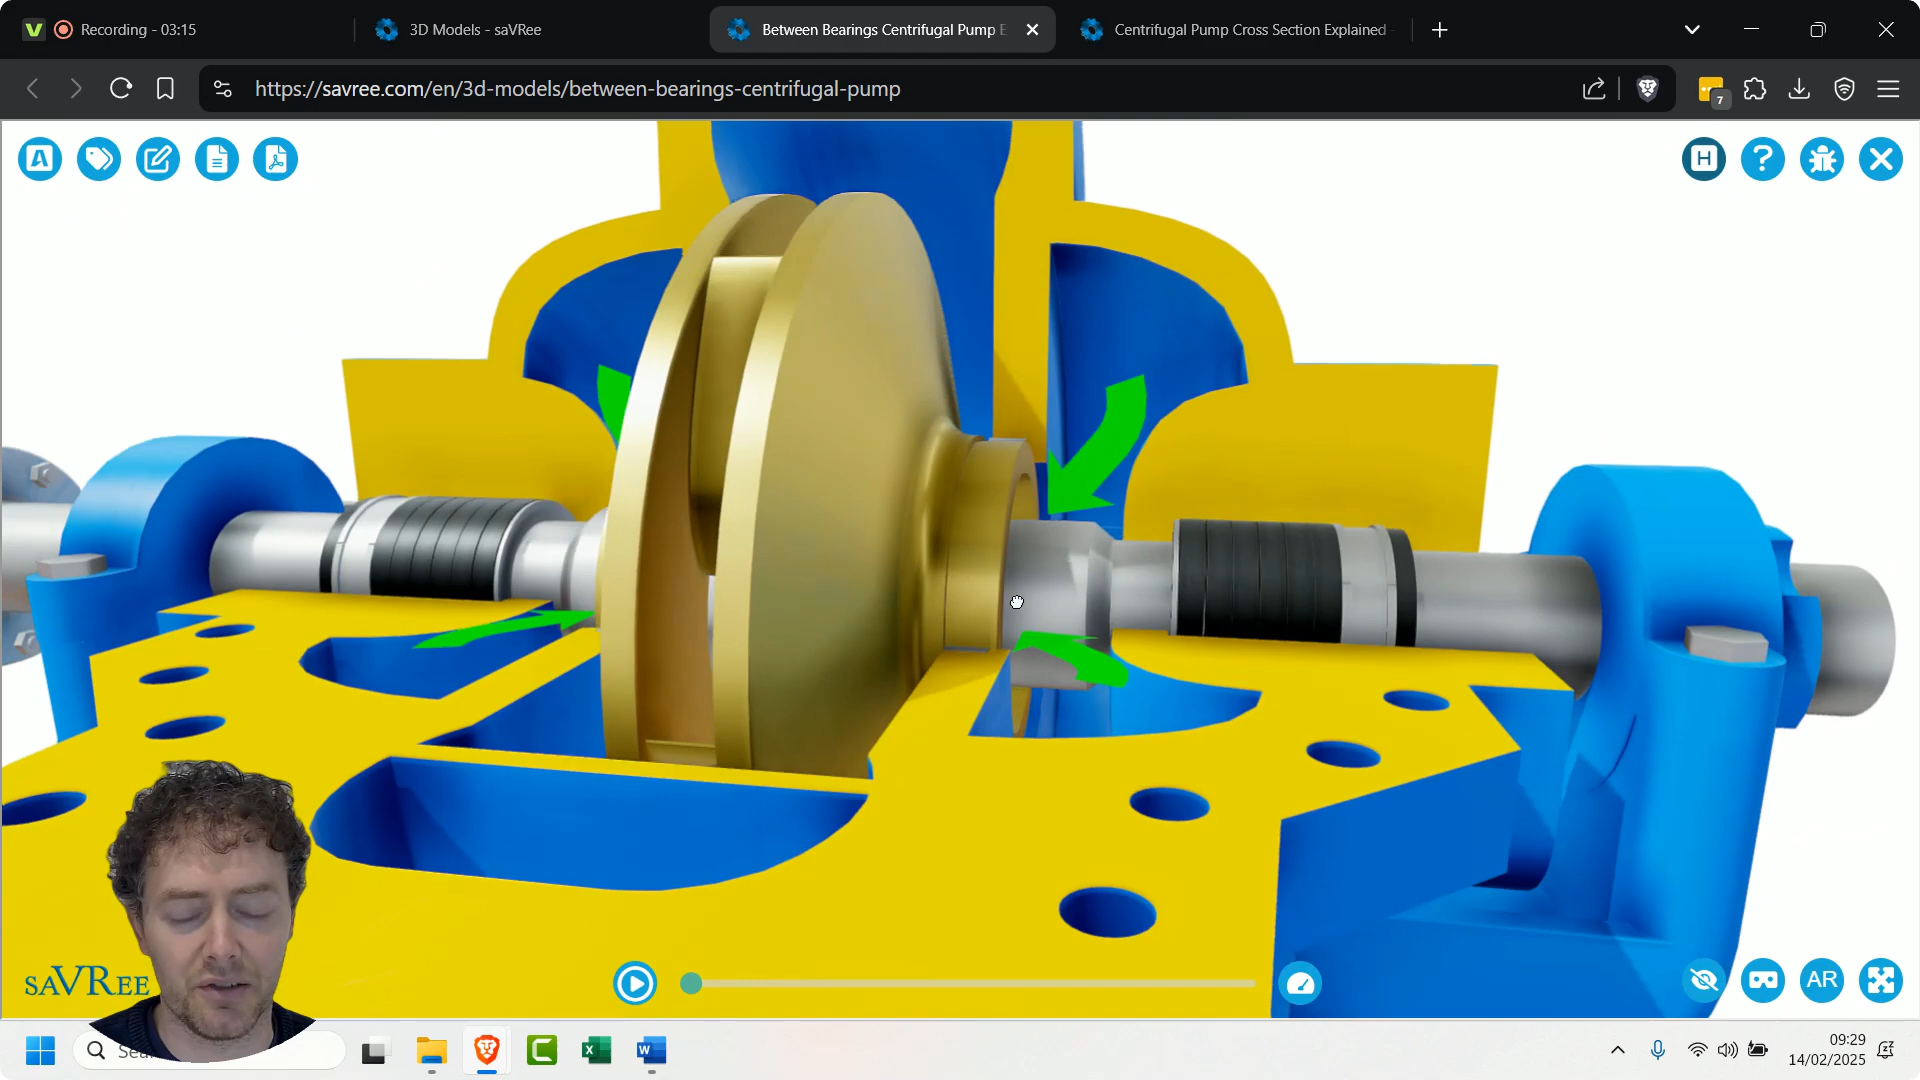 Recording - 03:15
3D Models - saVRee
Between Bearings Centrifugal Pump E
Centrifugal Pump Cross Section Explained -
https://savree.com/en/3d-models/between-bearings-centrifugal-pump
7
A
H
?
saVRee
AR
Sea
C
X
W
09:29
14/02/2025